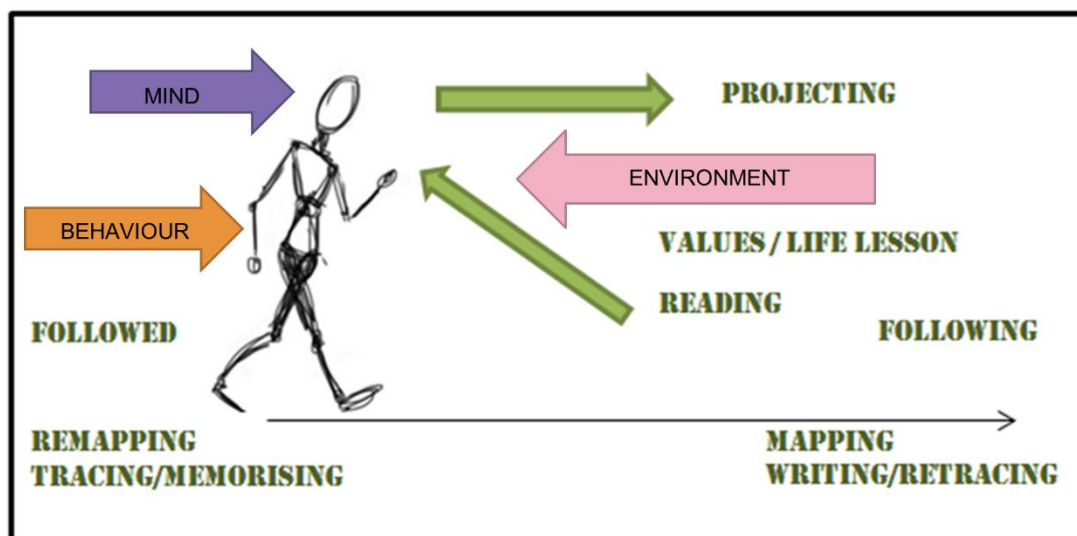 MIND
PROJECTING
ENVIRONMENT
BEHAVIOUR
VALUES / LIFE LESSON
READING
FOLLOWED
FOLLOWING
REMAPPING
TRACING/MEMORISING
MAPPING
WRITING/RETRACING